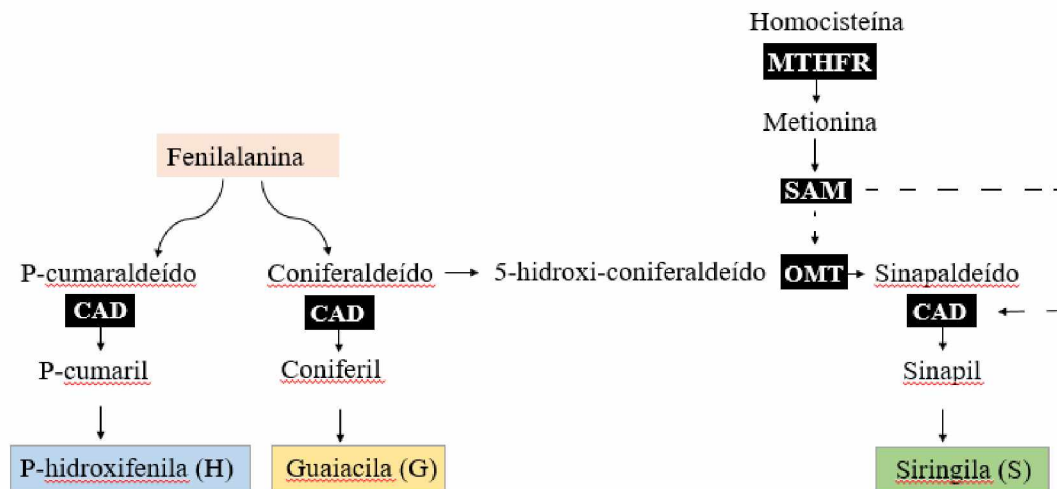 Homocisteína
MTHFR
Metionina
Fenilalanina
SAM
P-cumaraldeído
Coniferaldeído
5-hidroxi-coniferaldeído
OMT
Sinapaldeído
CAD
CAD
CAD
P-cumaril
Coniferil
Sinapil
P-hidroxifenila (H)
Guaiacila (G)
Siringila (S)